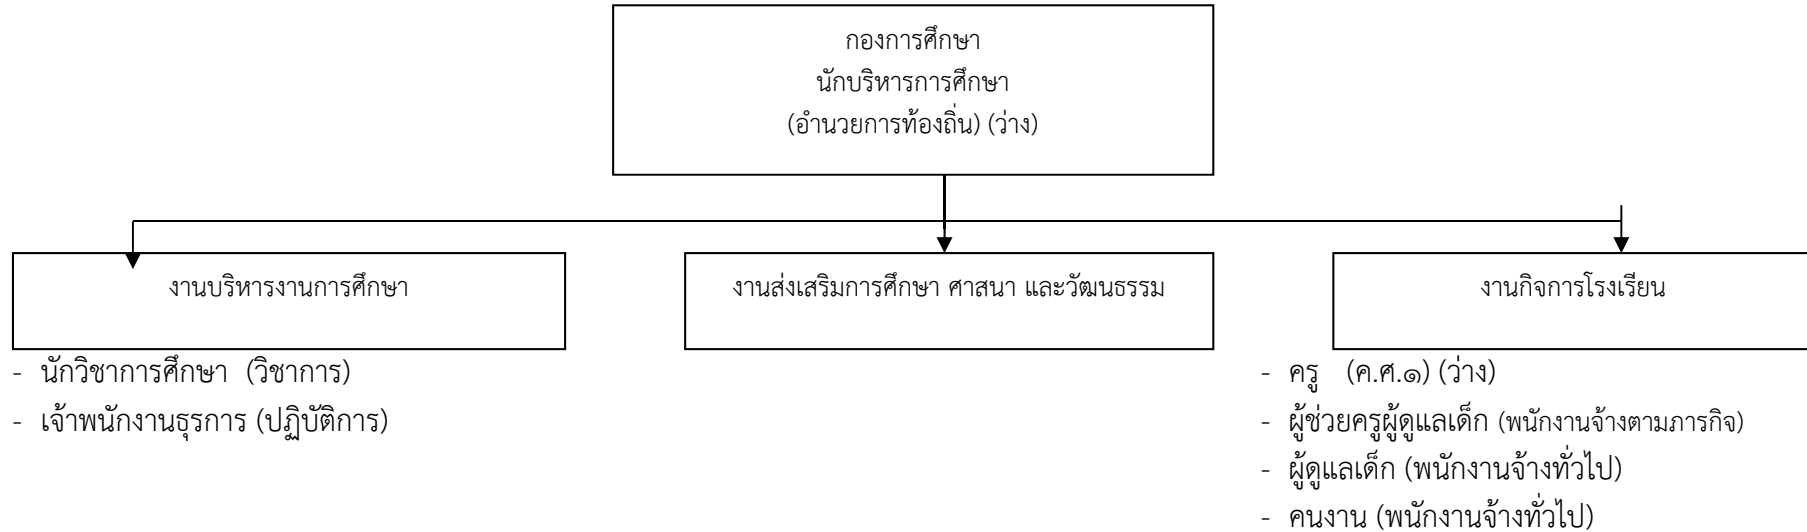 กองการศึกษา
นักบริหารการศึกษา
(อำนวยการท้องถิ่น) (ว่าง)
งานบริหารงานการศึกษา
งานส่งเสริมการศึกษา ศาสนา และวัฒนธรรม
งานกิจการโรงเรียน
- นักวิชาการศึกษา (วิชาการ)
- เจ้าพนักงานธุรการ (ปฏิบัติการ)
- ครู (ค.ศ.๑) (ว่าง)
- ผู้ช่วยครูผู้ดูแลเด็ก (พนักงานจ้างตามภารกิจ)
- ผู้ดูแลเด็ก (พนักงานจ้างทั่วไป)
- คนงาน (พนักงานจ้างทั่วไป)